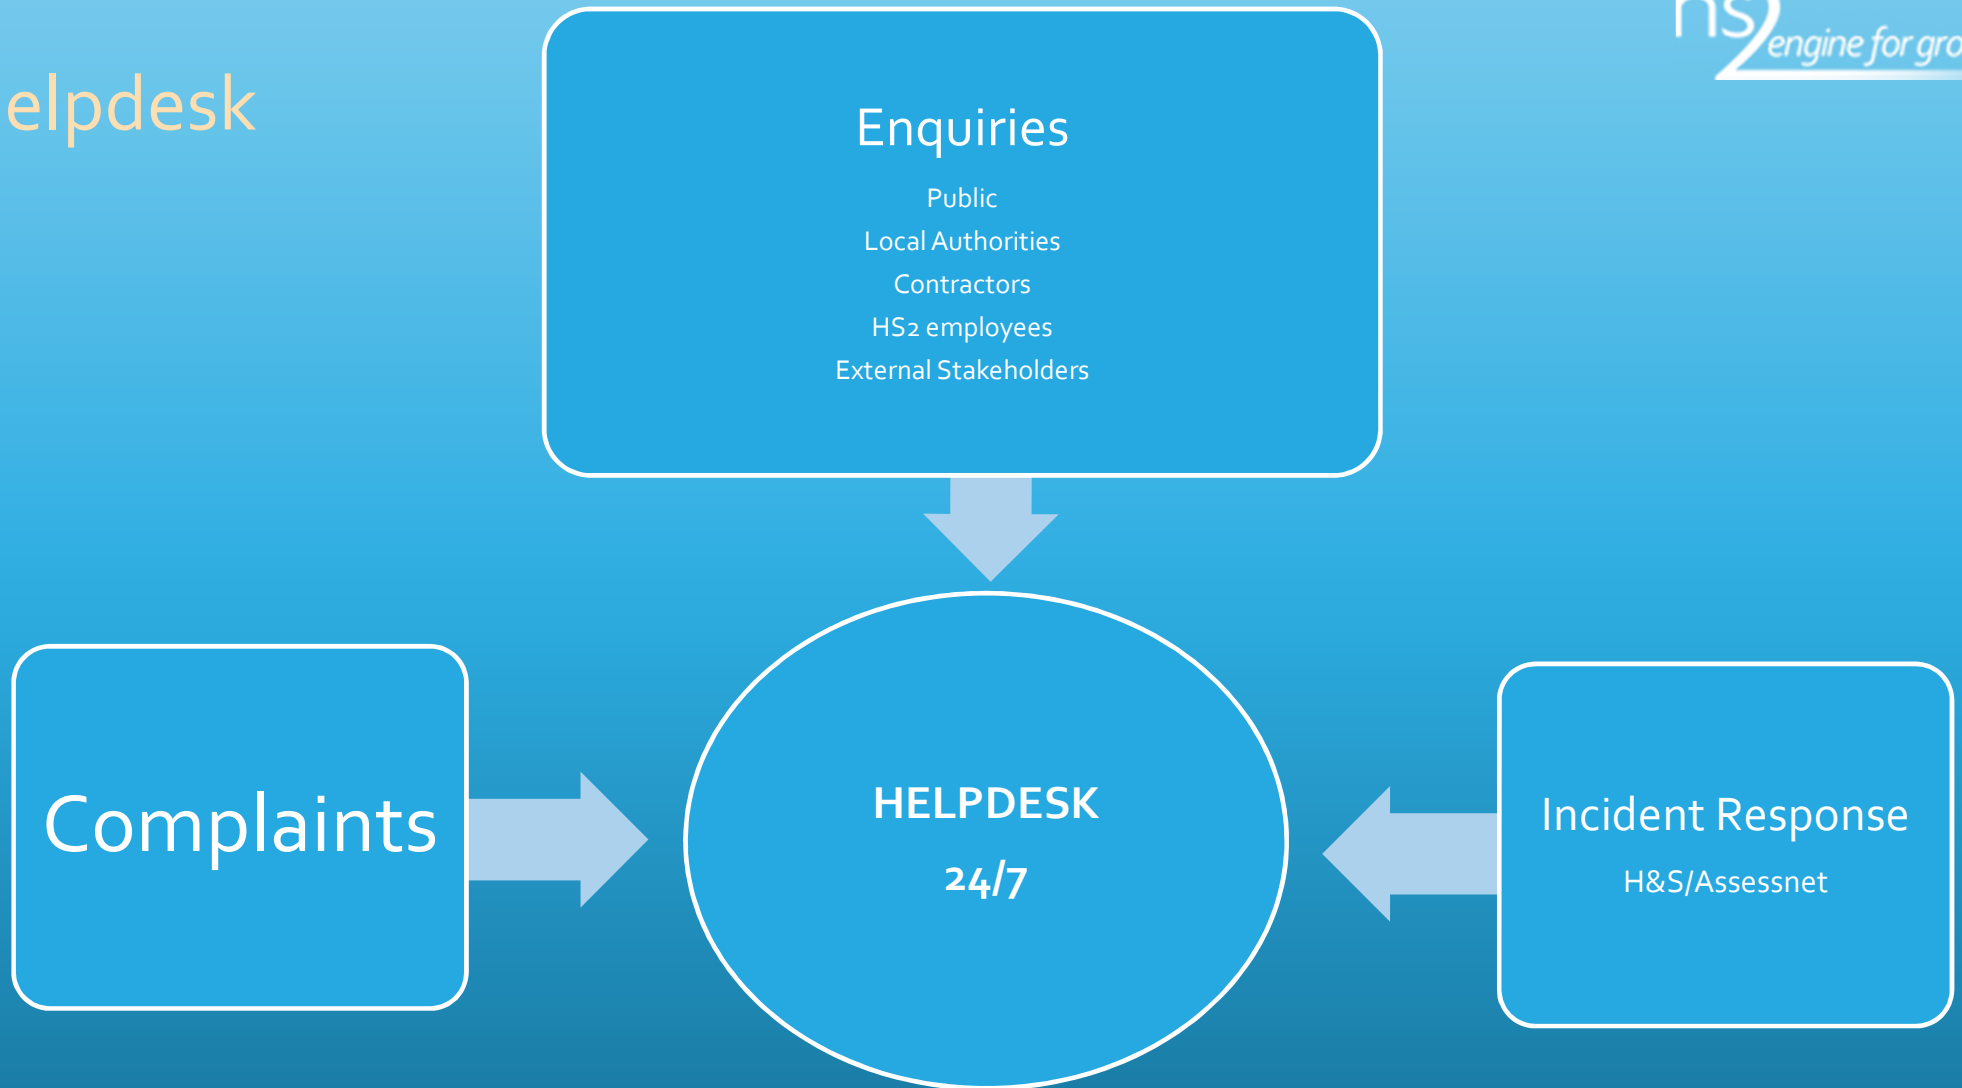 elpdesk
hs2
engine for gro
Enquiries
Public
Local Authorities
Contractors
HS2 employees
External Stakeholders
Complaints
HELPDESK
24/7
Incident Response
H&S/Assessnet